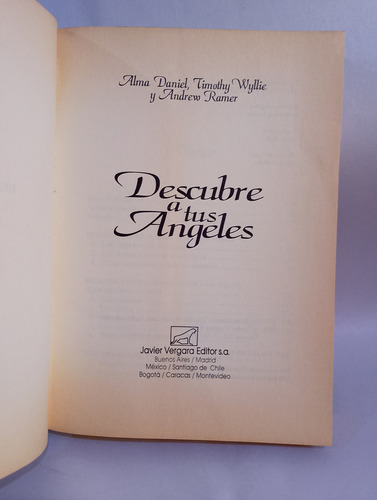 Alma Daniel, Timothy Wyllie
y Andrew Ramer
Descubre
a tus
Angeles
Javier Vergara Editor s.a.
Buenos Aires / Madrid
México / Santiago de Chile
Bogotá / Caracas / Montevideo